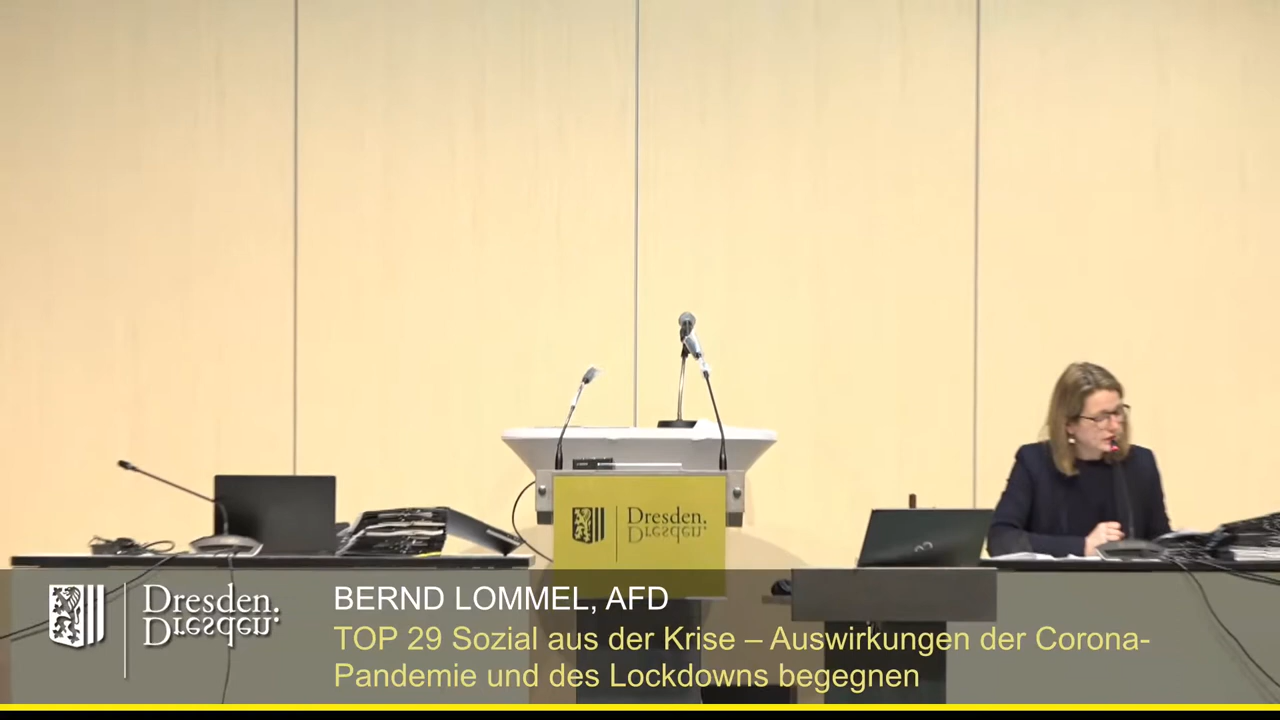 Dresden.
Dresden.
Dresden.
BERND LOMMEL, AFD
TOP 29 Sozial aus der Krise – Auswirkungen der Corona-
Pandemie und des Lockdowns begegnen
Dresden.